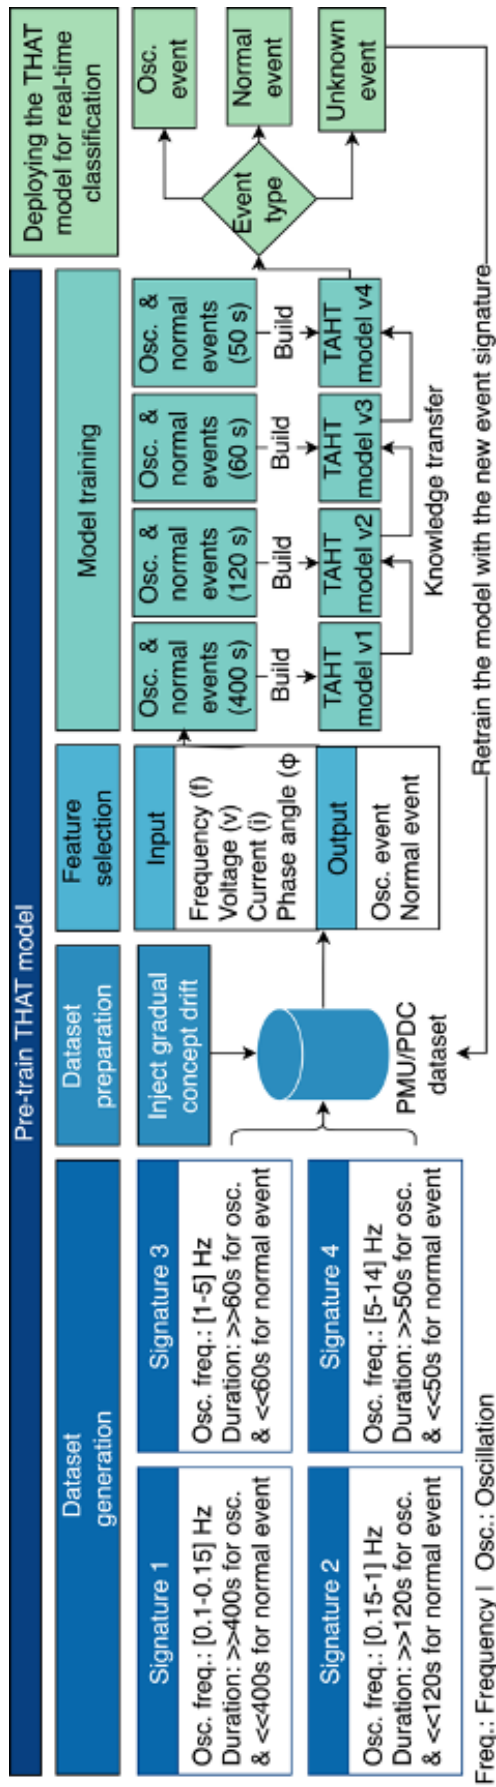 Pre-train THAT model
Deploying the THAT
model for real-time
classification
Dataset
generation
Dataset
preparation
Feature
selection
Model training
Signature 1
Osc. freq.: [0.1-0.15] Hz
Duration: >>400s for osc.
& <<400s for normal event
Signature 3
Osc. freq.: [1-5] Hz
Duration: >>60s for osc.
& <<60s for normal event
Signature 2
Osc. freq.: [0.15-1] Hz
Duration: >>120s for osc.
& <<120s for normal event
Signature 4
Osc. freq.: [5-14] Hz
Duration: >>50s for osc.
& <<50s for normal event
Inject gradual
concept drift
PMU/PDC
dataset
Input
Frequency (f)
Voltage (v)
Current (i)
Phase angle (ϕ
Output
Osc. event
Normal event
Osc. &
normal
events
(400 s)
Osc. &
normal
events
(120 s)
Osc. &
normal
events
(60 s)
Osc. &
normal
events
(50 s)
Build
Build
Build
Build
TAHT
model v1
TAHT
model v2
TAHT
model v3
TAHT
model v4
Knowledge transfer
Event
type
Osc.
event
Normal
event
Unknown
event
Retrain the model with the new event signature
Freq.: Frequency | Osc.: Oscillation